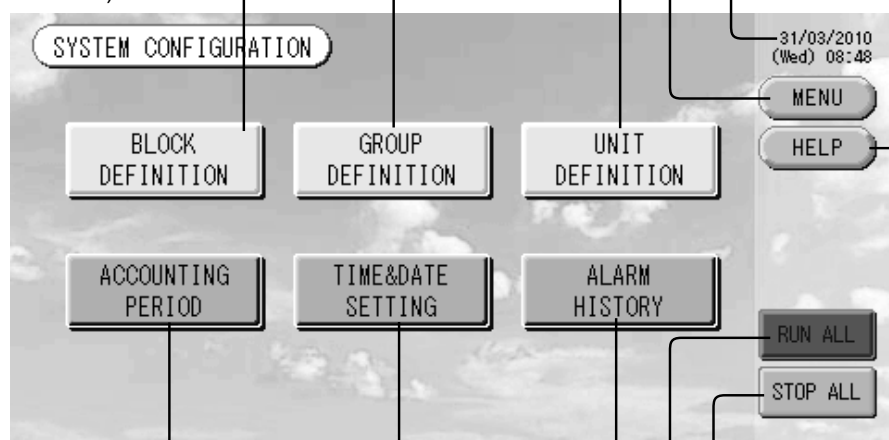 SYSTEM CONFIGURATION
31/03/2010
(Wed) 08:48
MENU
HELP
BLOCK
DEFINITION
GROUP
DEFINITION
UNIT
DEFINITION
ACCOUNTING
PERIOD
TIME&DATE
SETTING
ALARM
HISTORY
RUN ALL
STOP ALL